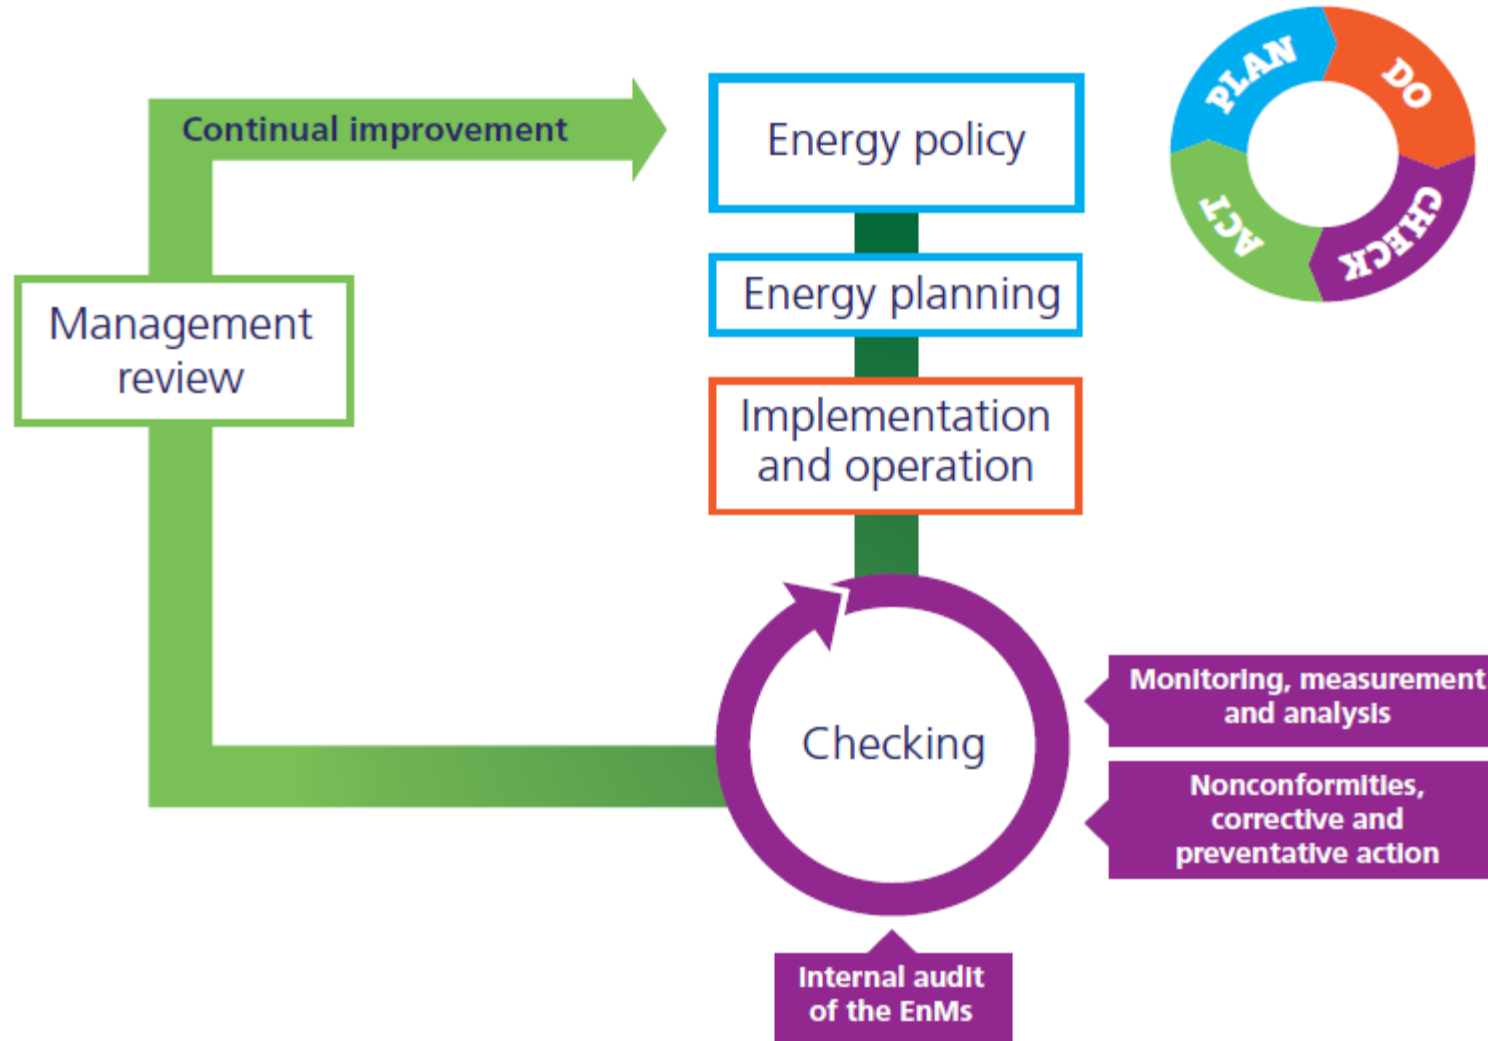 Continual improvement
Energy policy
PLAN
DO
CHECK
ACT
Energy planning
Management
review
Implementation
and operation
Checking
Monitoring, measurement
and analysis
Nonconformities,
corrective and
preventative action
Internal audit
of the EnMs